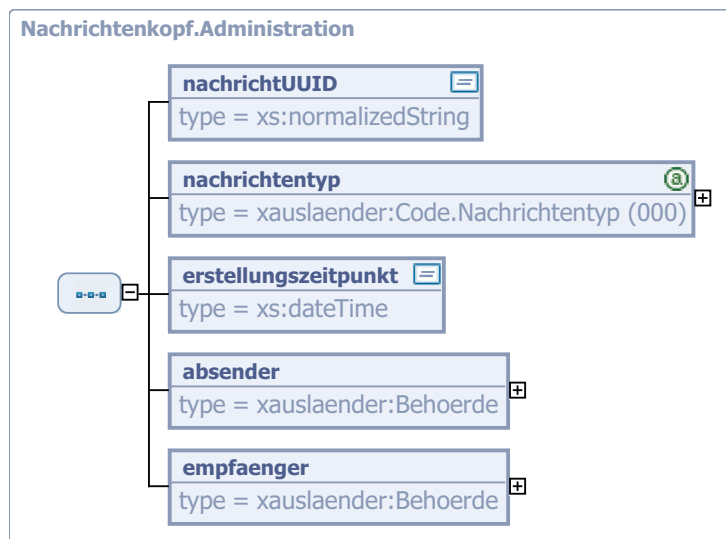 Nachrichtenkopf.Administration
nachrichtUUID
type = xs:normalizedString
nachrichtentyp
a
type = xauslaender:Code.Nachrichtentyp (000)
erstellungszeitpunkt
type = xs:dateTime
absender
type = xauslaender:Behoerde
empfaenger
type = xauslaender:Behoerde